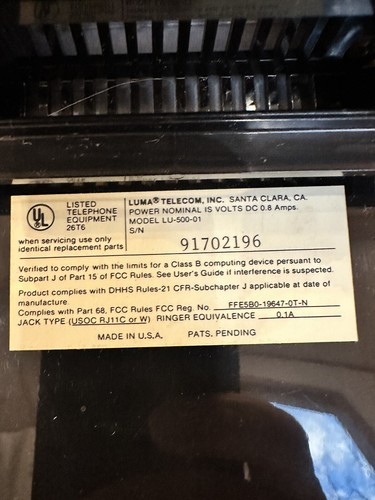 UL
LISTED
TELEPHONE
EQUIPMENT
26T6
when servicing use only
identical replacement parts
LUMA® TELECOM, INC. SANTA CLARA, CA.
POWER NOMINAL IS VOLTS DC 0.8 Amps.
MODEL LU-500-01
S/N
91702196
Verified to comply with the limits for a Class B computing device persuant to
Subpart J of Part 15 of FCC Rules. See User's Guide if interference is suspected.
Product complies with DHHS Rules-21 CFR-Subchapter J applicable at date of
manufacture.
Complies with Part 68, FCC Rules FCC Reg. No. FFE5B0-19647-0T-N
JACK TYPE (USOC RJ11C or W) RINGER EQUIVALENCE 0.1A
MADE IN U.S.A. PATS. PENDING